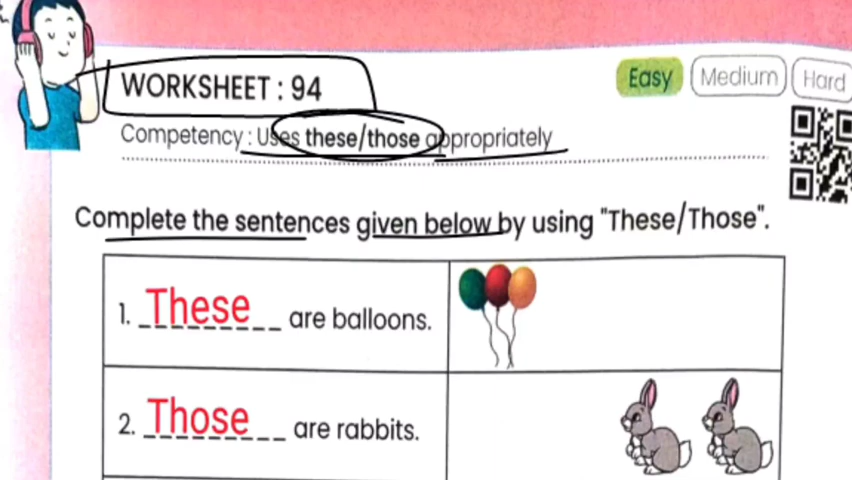 WORKSHEET : 94
Easy Medium Hard
Competency : Uses these/those appropriately
Complete the sentences given below by using "These/Those".
1. These are balloons.
2. Those are rabbits.